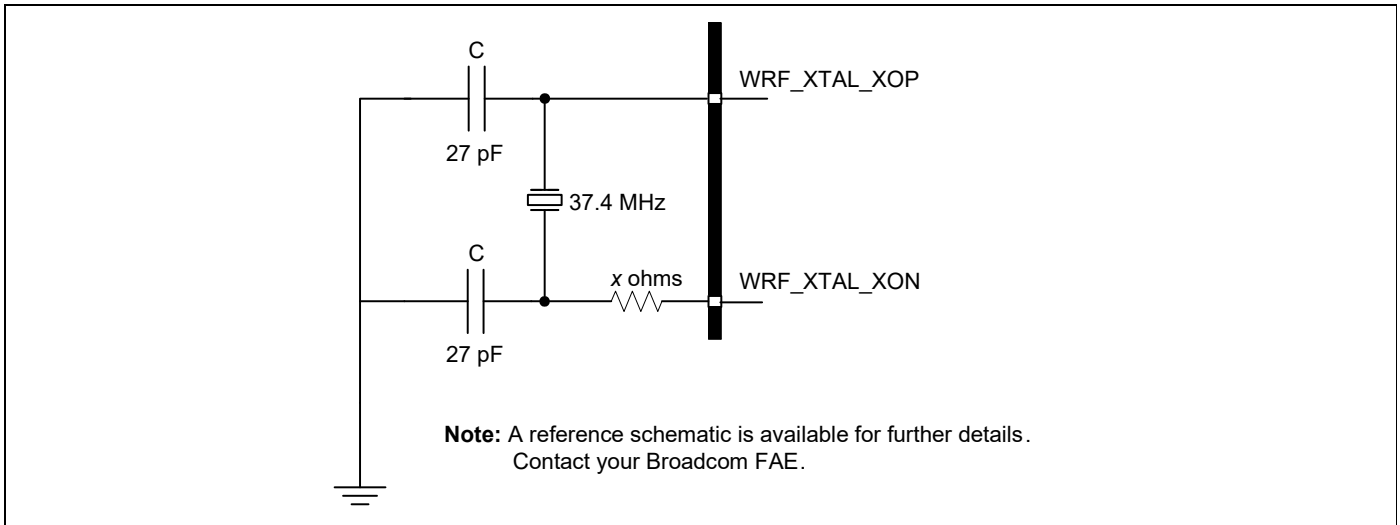 C
WRF_XTAL_XOP
27 pF
37.4 MHz
C
x ohms
WRF_XTAL_XON
27 pF
Note: A reference schematic is available for further details.
Contact your Broadcom FAE.